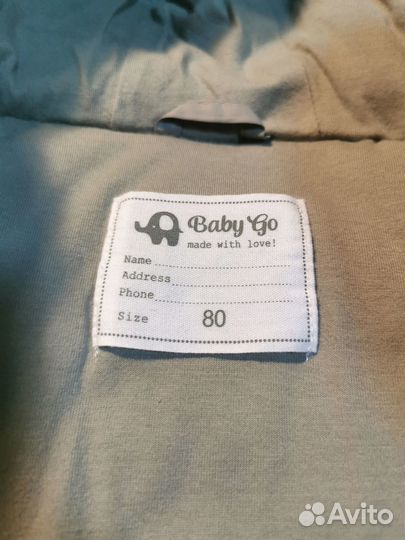 Baby Go
made with love!
Name
Address
Phone
Size 80
Avito